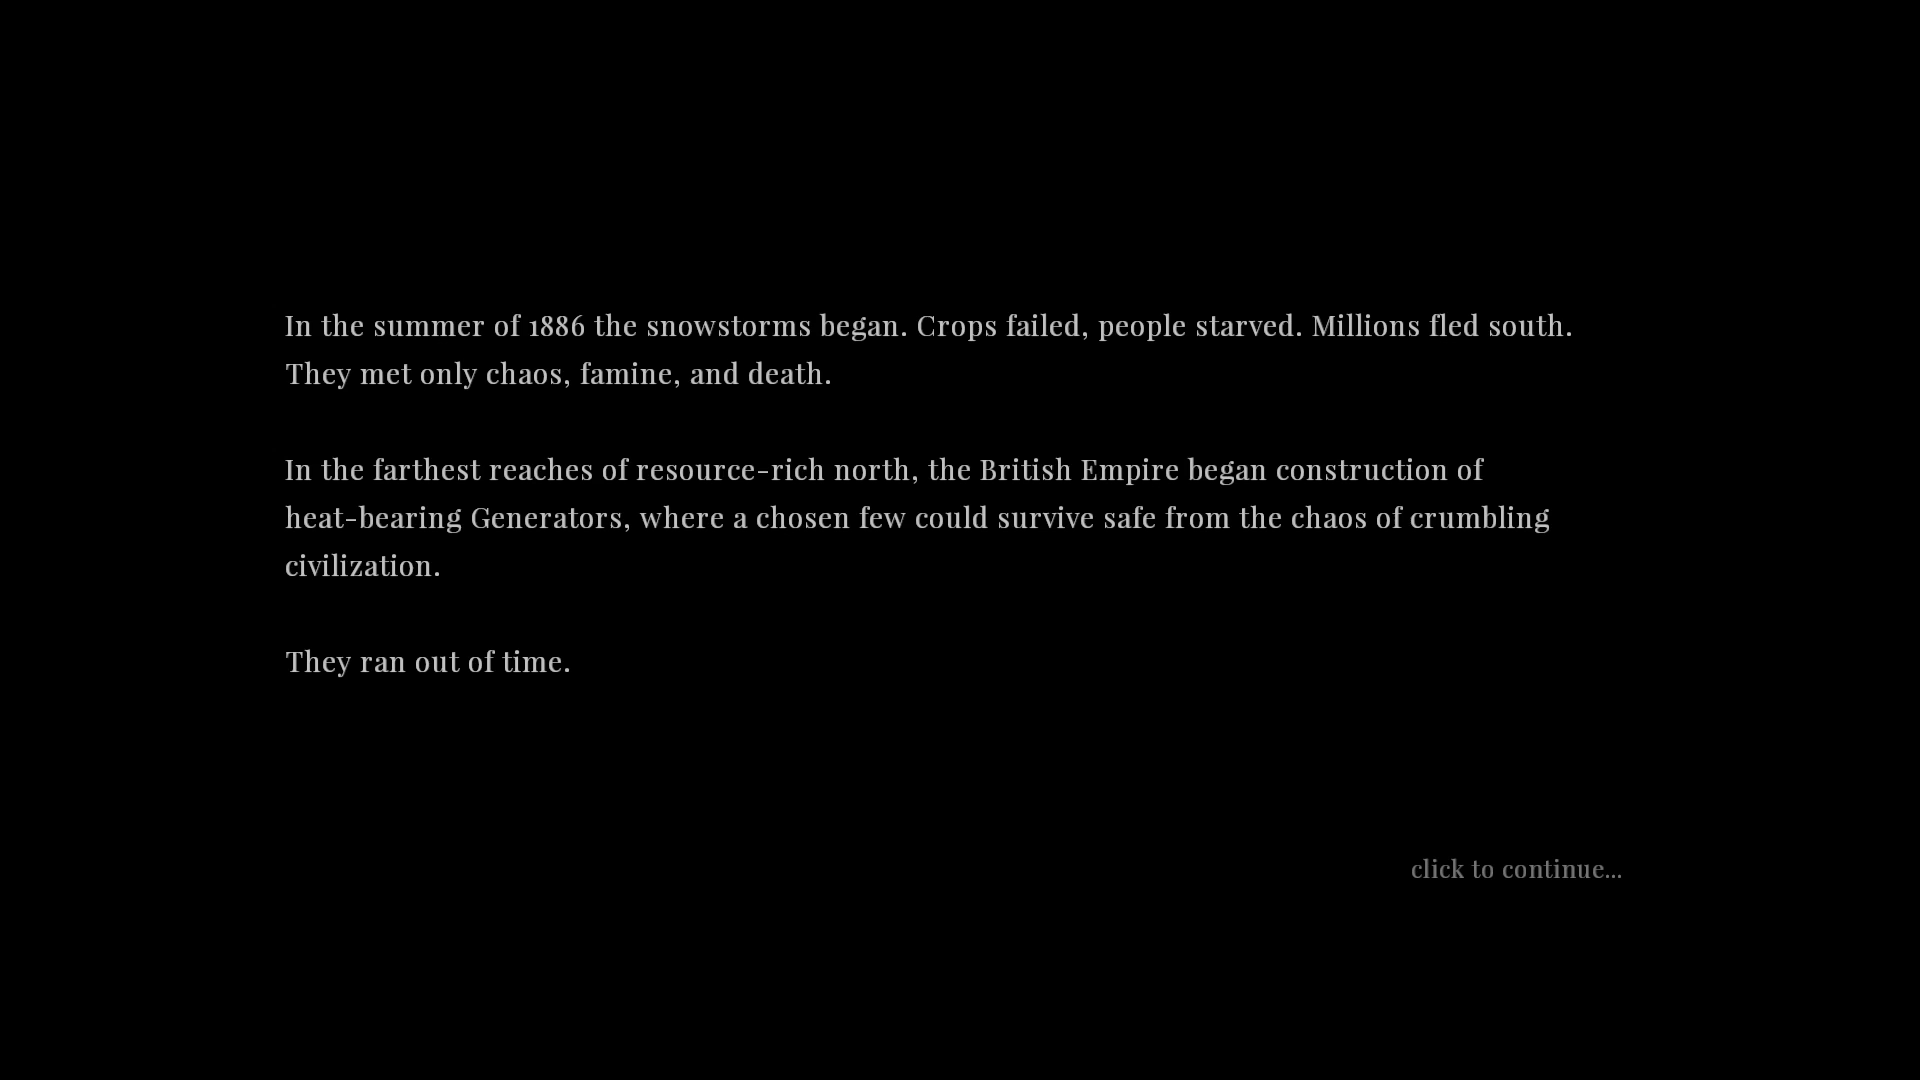 In the summer of 1886 the snowstorms began. Crops failed, people starved. Millions fled south.
They met only chaos, famine, and death.
In the farthest reaches of resource-rich north, the British Empire began construction of
heat-bearing Generators, where a chosen few could survive safe from the chaos of crumbling
civilization.
They ran out of time.
click to continue...